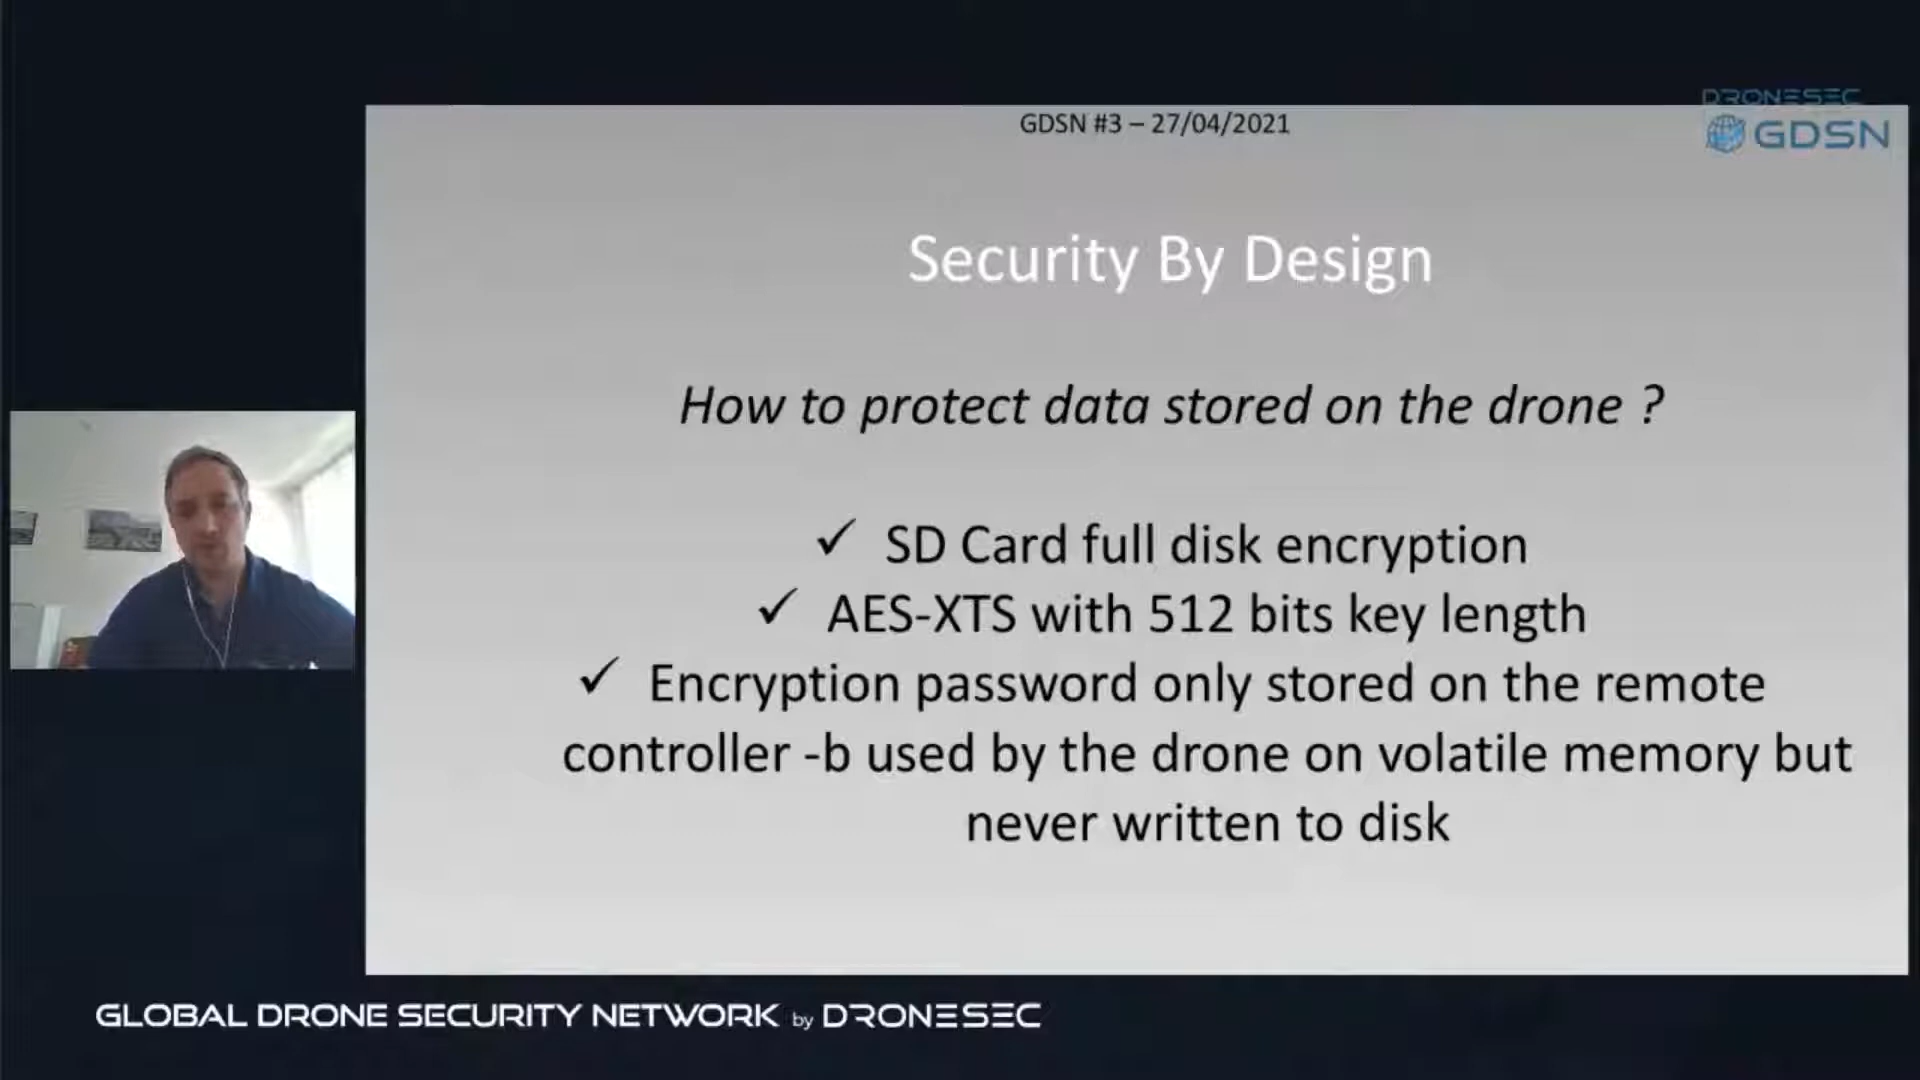 DRONESEC
GDSN #3 – 27/04/2021
GDSN
Security By Design
How to protect data stored on the drone ?
✓ SD Card full disk encryption
✓ AES-XTS with 512 bits key length
✓ Encryption password only stored on the remote
controller -b used by the drone on volatile memory but
never written to disk
GLOBAL DRONE SECURITY NETWORK by DRONESEC